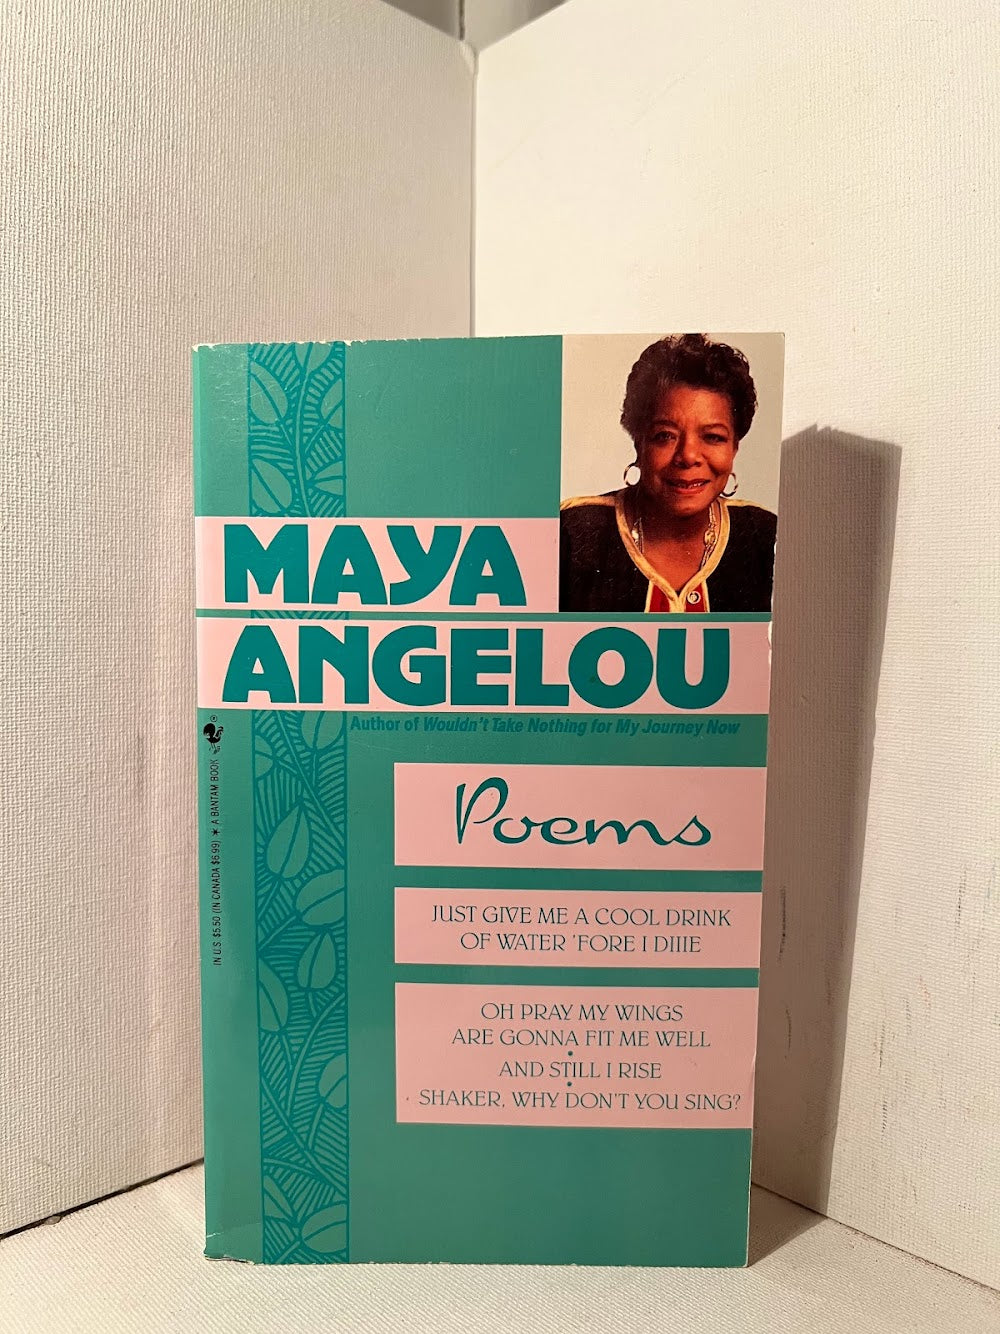 MAYA
ANGELOU
Author of Wouldn't Take Nothing for My Journey Now
Poems
JUST GIVE ME A COOL DRINK
OF WATER 'FORE I DIIIE
OH PRAY MY WINGS
ARE GONNA FIT ME WELL
•
AND STILL I RISE
•
SHAKER, WHY DON'T YOU SING?
IN U.S. $5.50 (IN CANADA $6.99) * A BANTAM BOOK